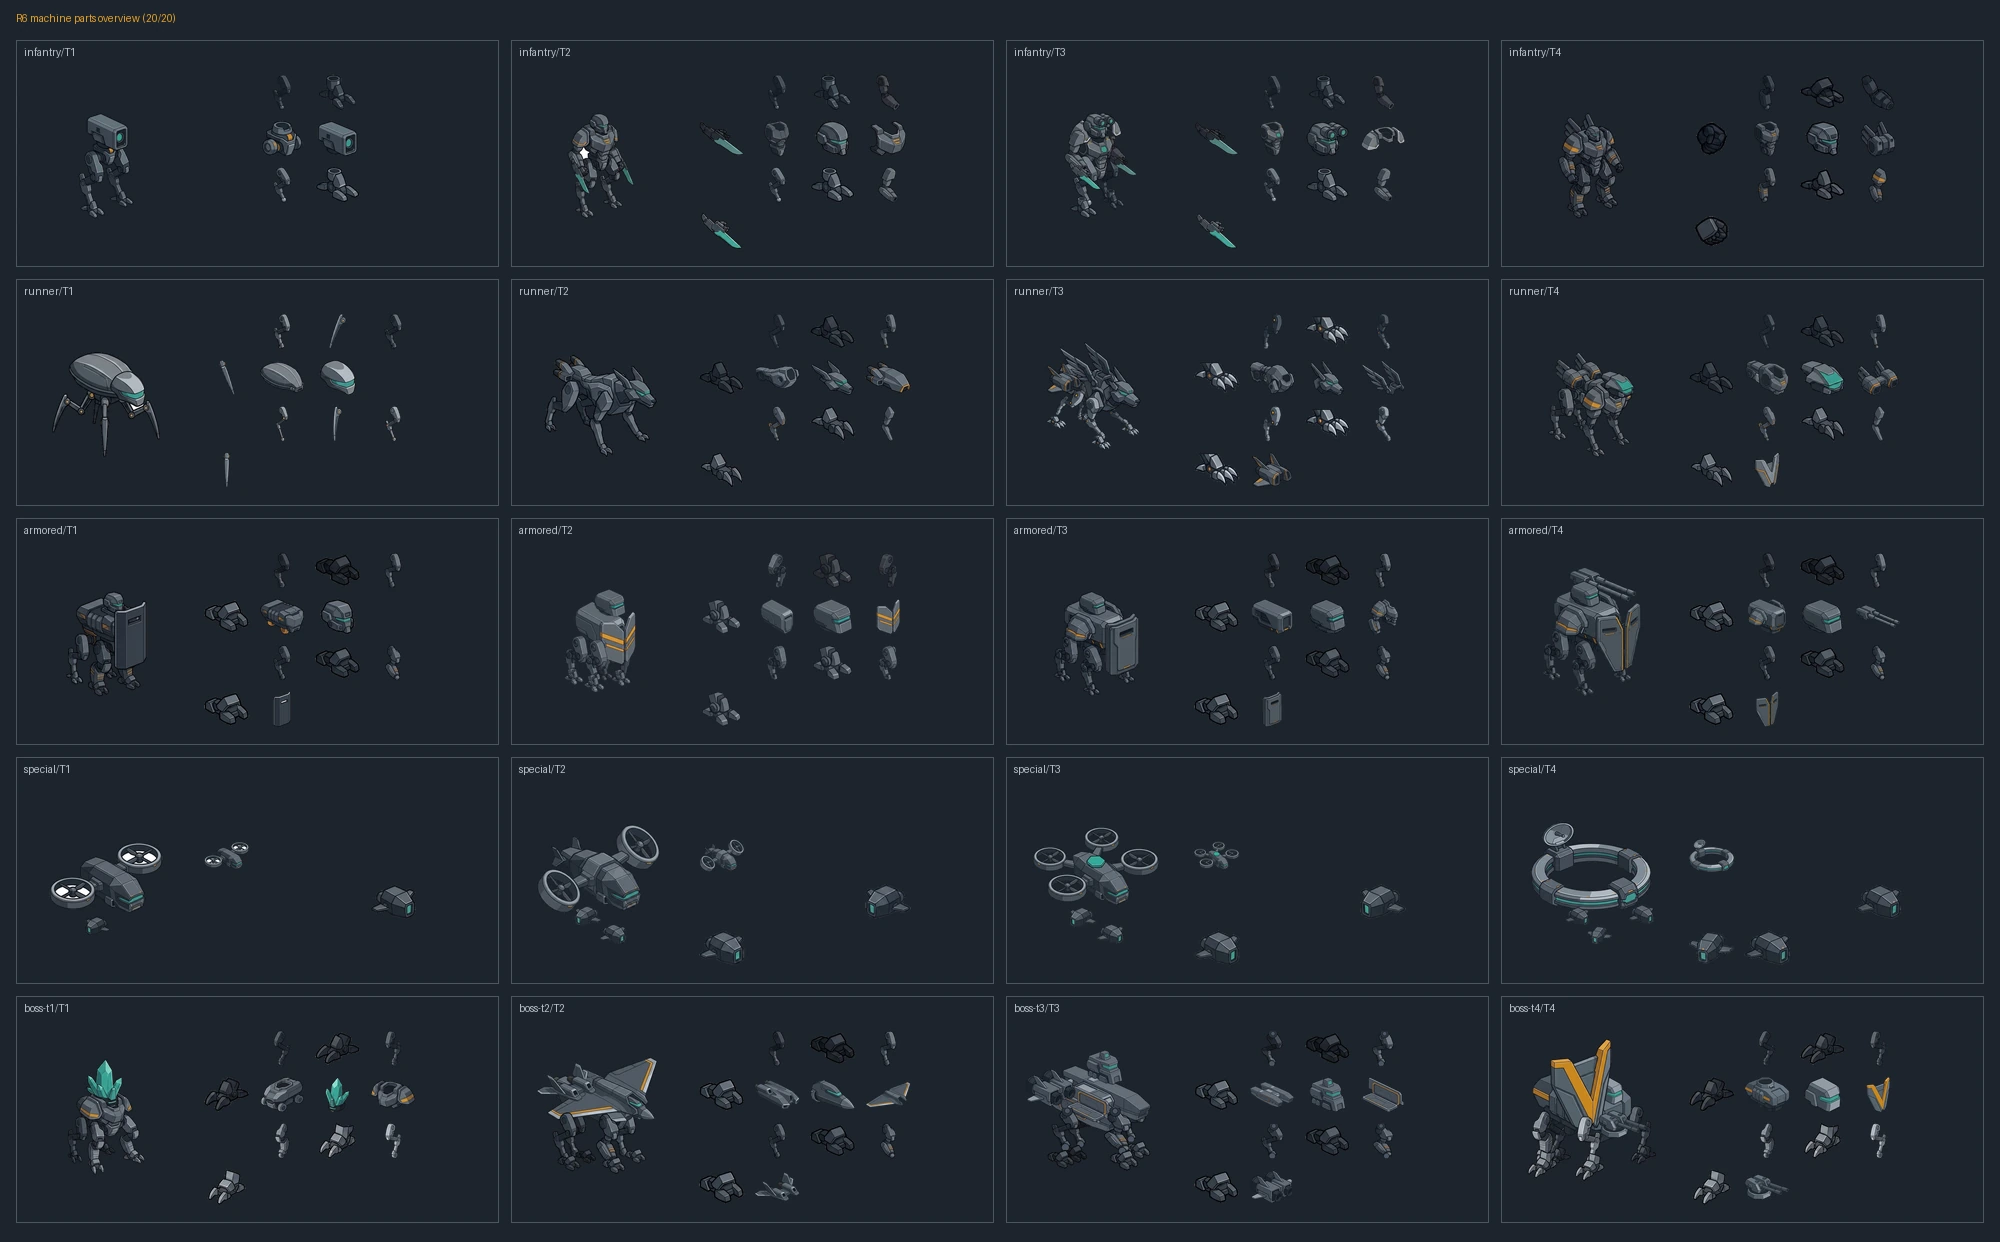 R6 machine parts overview (20/20)
infantry/T1
infantry/T2
infantry/T3
infantry/T4
runner/T1
runner/T2
runner/T3
runner/T4
armored/T1
armored/T2
armored/T3
armored/T4
special/T1
special/T2
special/T3
special/T4
boss-t1/T1
boss-t2/T2
boss-t3/T3
boss-t4/T4